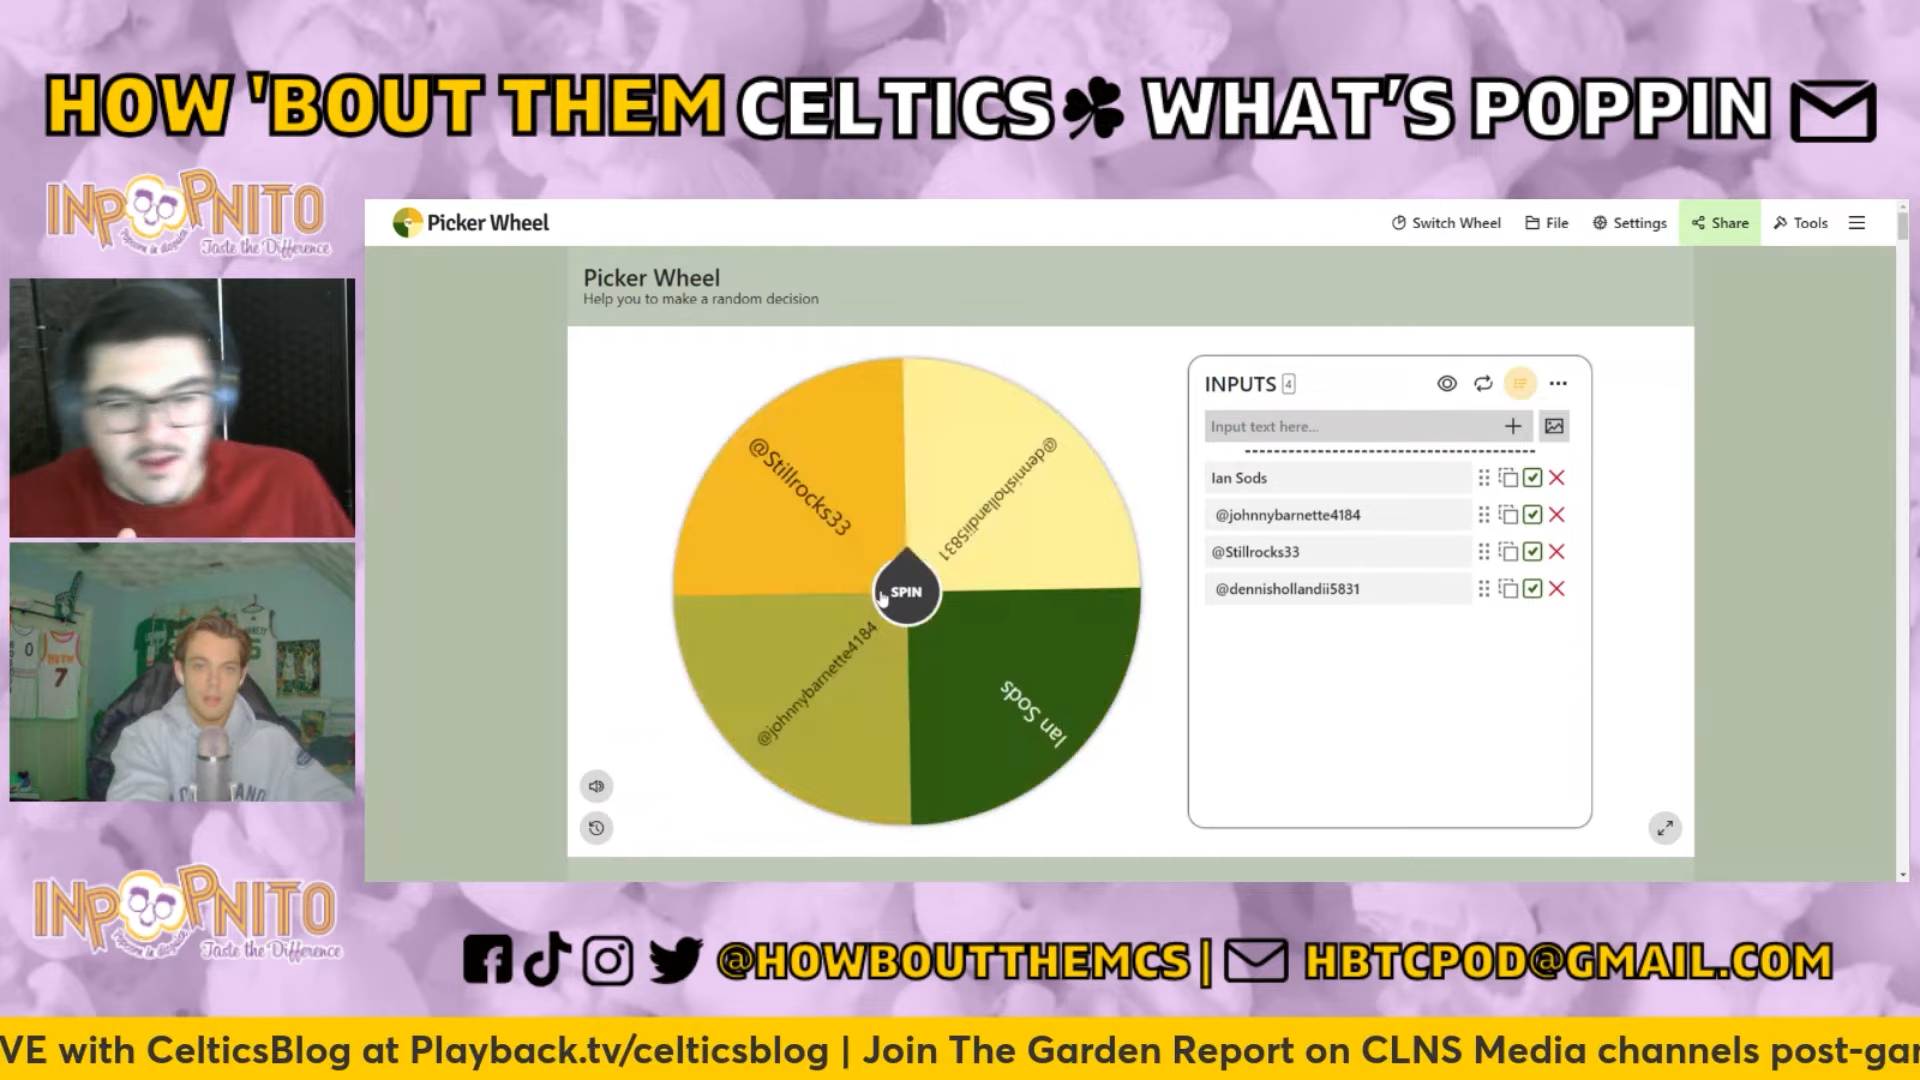 HOW 'BOUT THEM CELTICS WHAT'S POPPIN
INPOPNITO
Taste the Difference
Picker Wheel
Switch Wheel
File
Settings
Share
Tools
Picker Wheel
Help you to make a random decision
@Stillrocks33
@dennishollandii5831
SPIN
@johnnybarnette4184
Ian Sods
INPUTS 4
Input text here...
Ian Sods
@johnnybarnette4184
@Stillrocks33
@dennishollandii5831
0
7
INPOPNITO
Taste the Difference
@HOWBOUTTHEMCS | HBTCPOD@GMAIL.COM
VE with CelticsBlog at Playback.tv/celticsblog | Join The Garden Report on CLNS Media channels post-gar